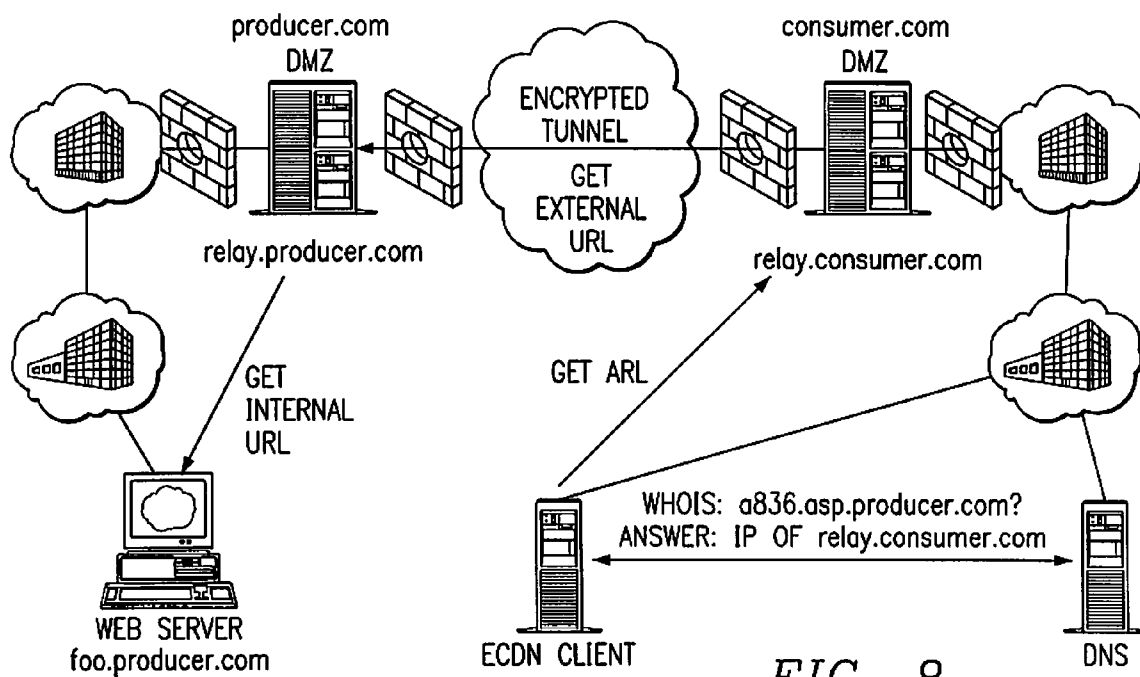 producer.com
DMZ
consumer.com
DMZ
ENCRYPTED
TUNNEL
GET
EXTERNAL
URL
relay.producer.com
relay.consumer.com
GET
INTERNAL
URL
GET ARL
WHOIS: a836.asp.producer.com?
ANSWER: IP OF relay.consumer.com
WEB SERVER
foo.producer.com
ECDN CLIENT
DNS